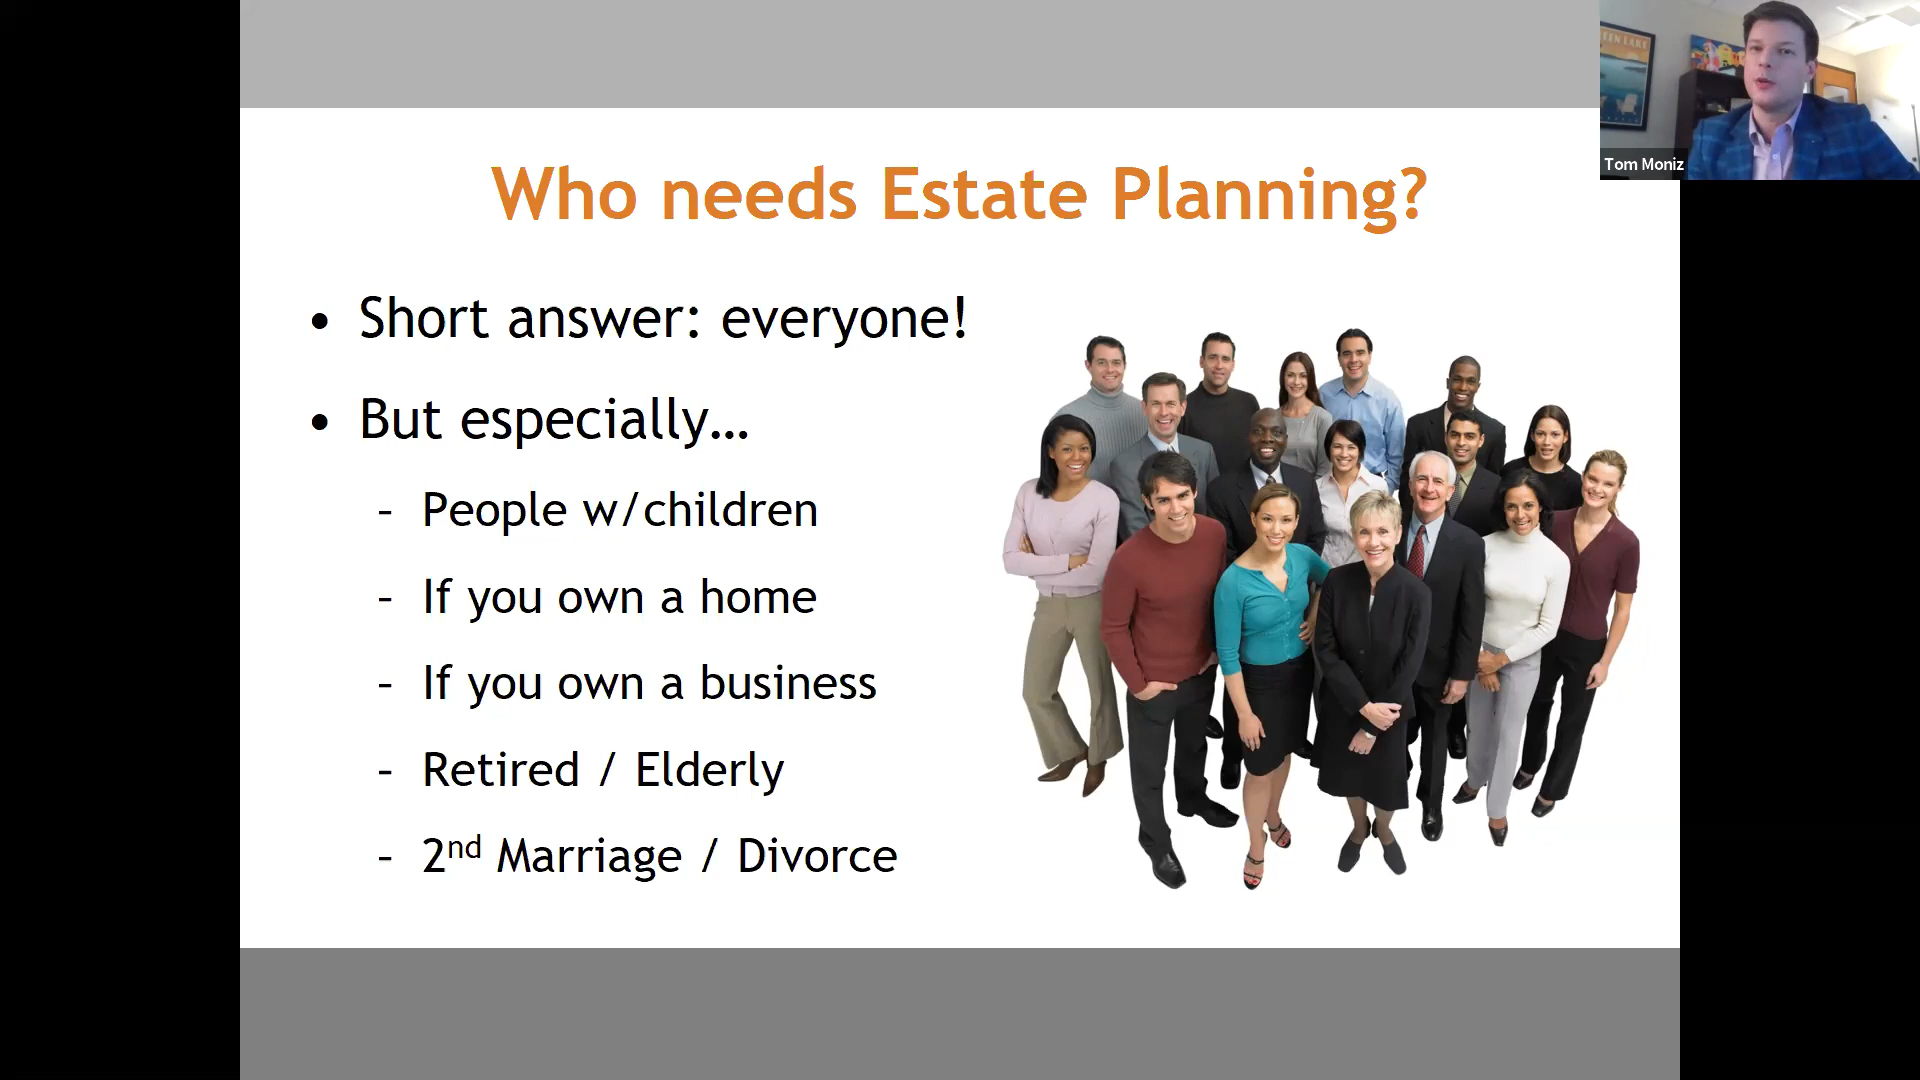 Who needs Estate Planning?
• Short answer: everyone!
• But especially…
– People w/children
– If you own a home
– If you own a business
– Retired / Elderly
– 2nd Marriage / Divorce
Tom Moniz